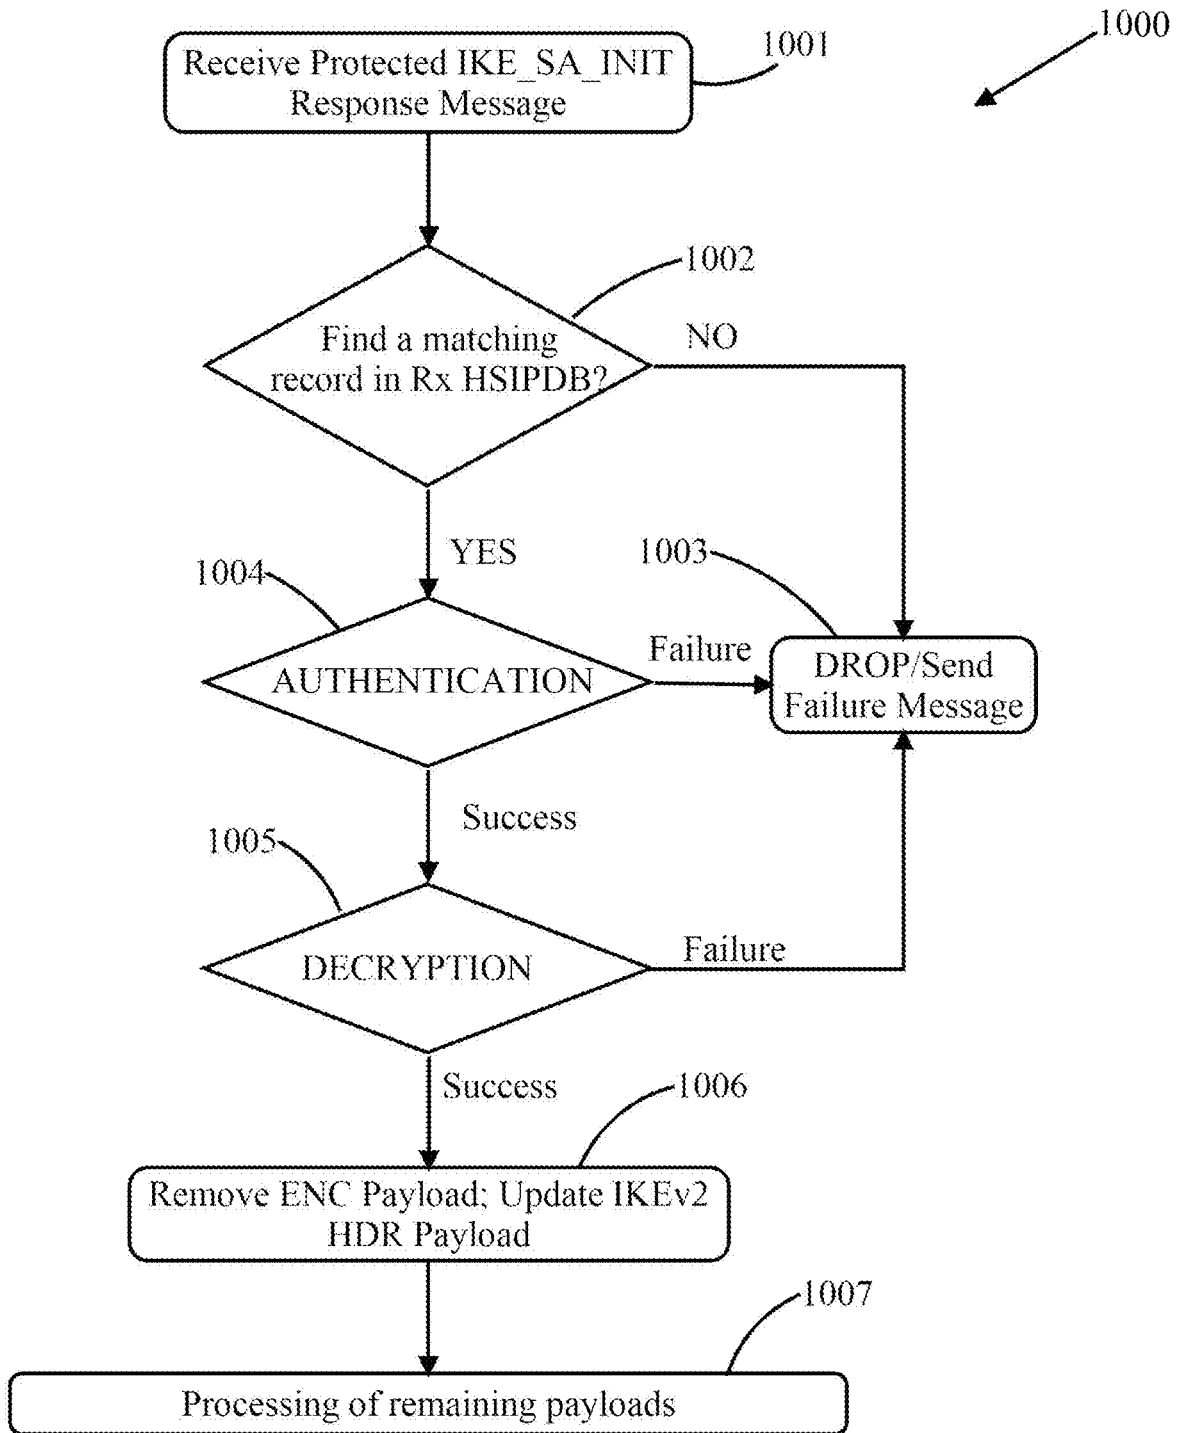 1000
Receive Protected IKE_SA_INIT
Response Message
1001
1002
Find a matching
record in Rx HSIPDB?
NO
YES
1003
1004
Failure
AUTHENTICATION
DROP/Send
Failure Message
Success
1005
Failure
DECRYPTION
Success
1006
Remove ENC Payload; Update IKEv2
HDR Payload
1007
Processing of remaining payloads